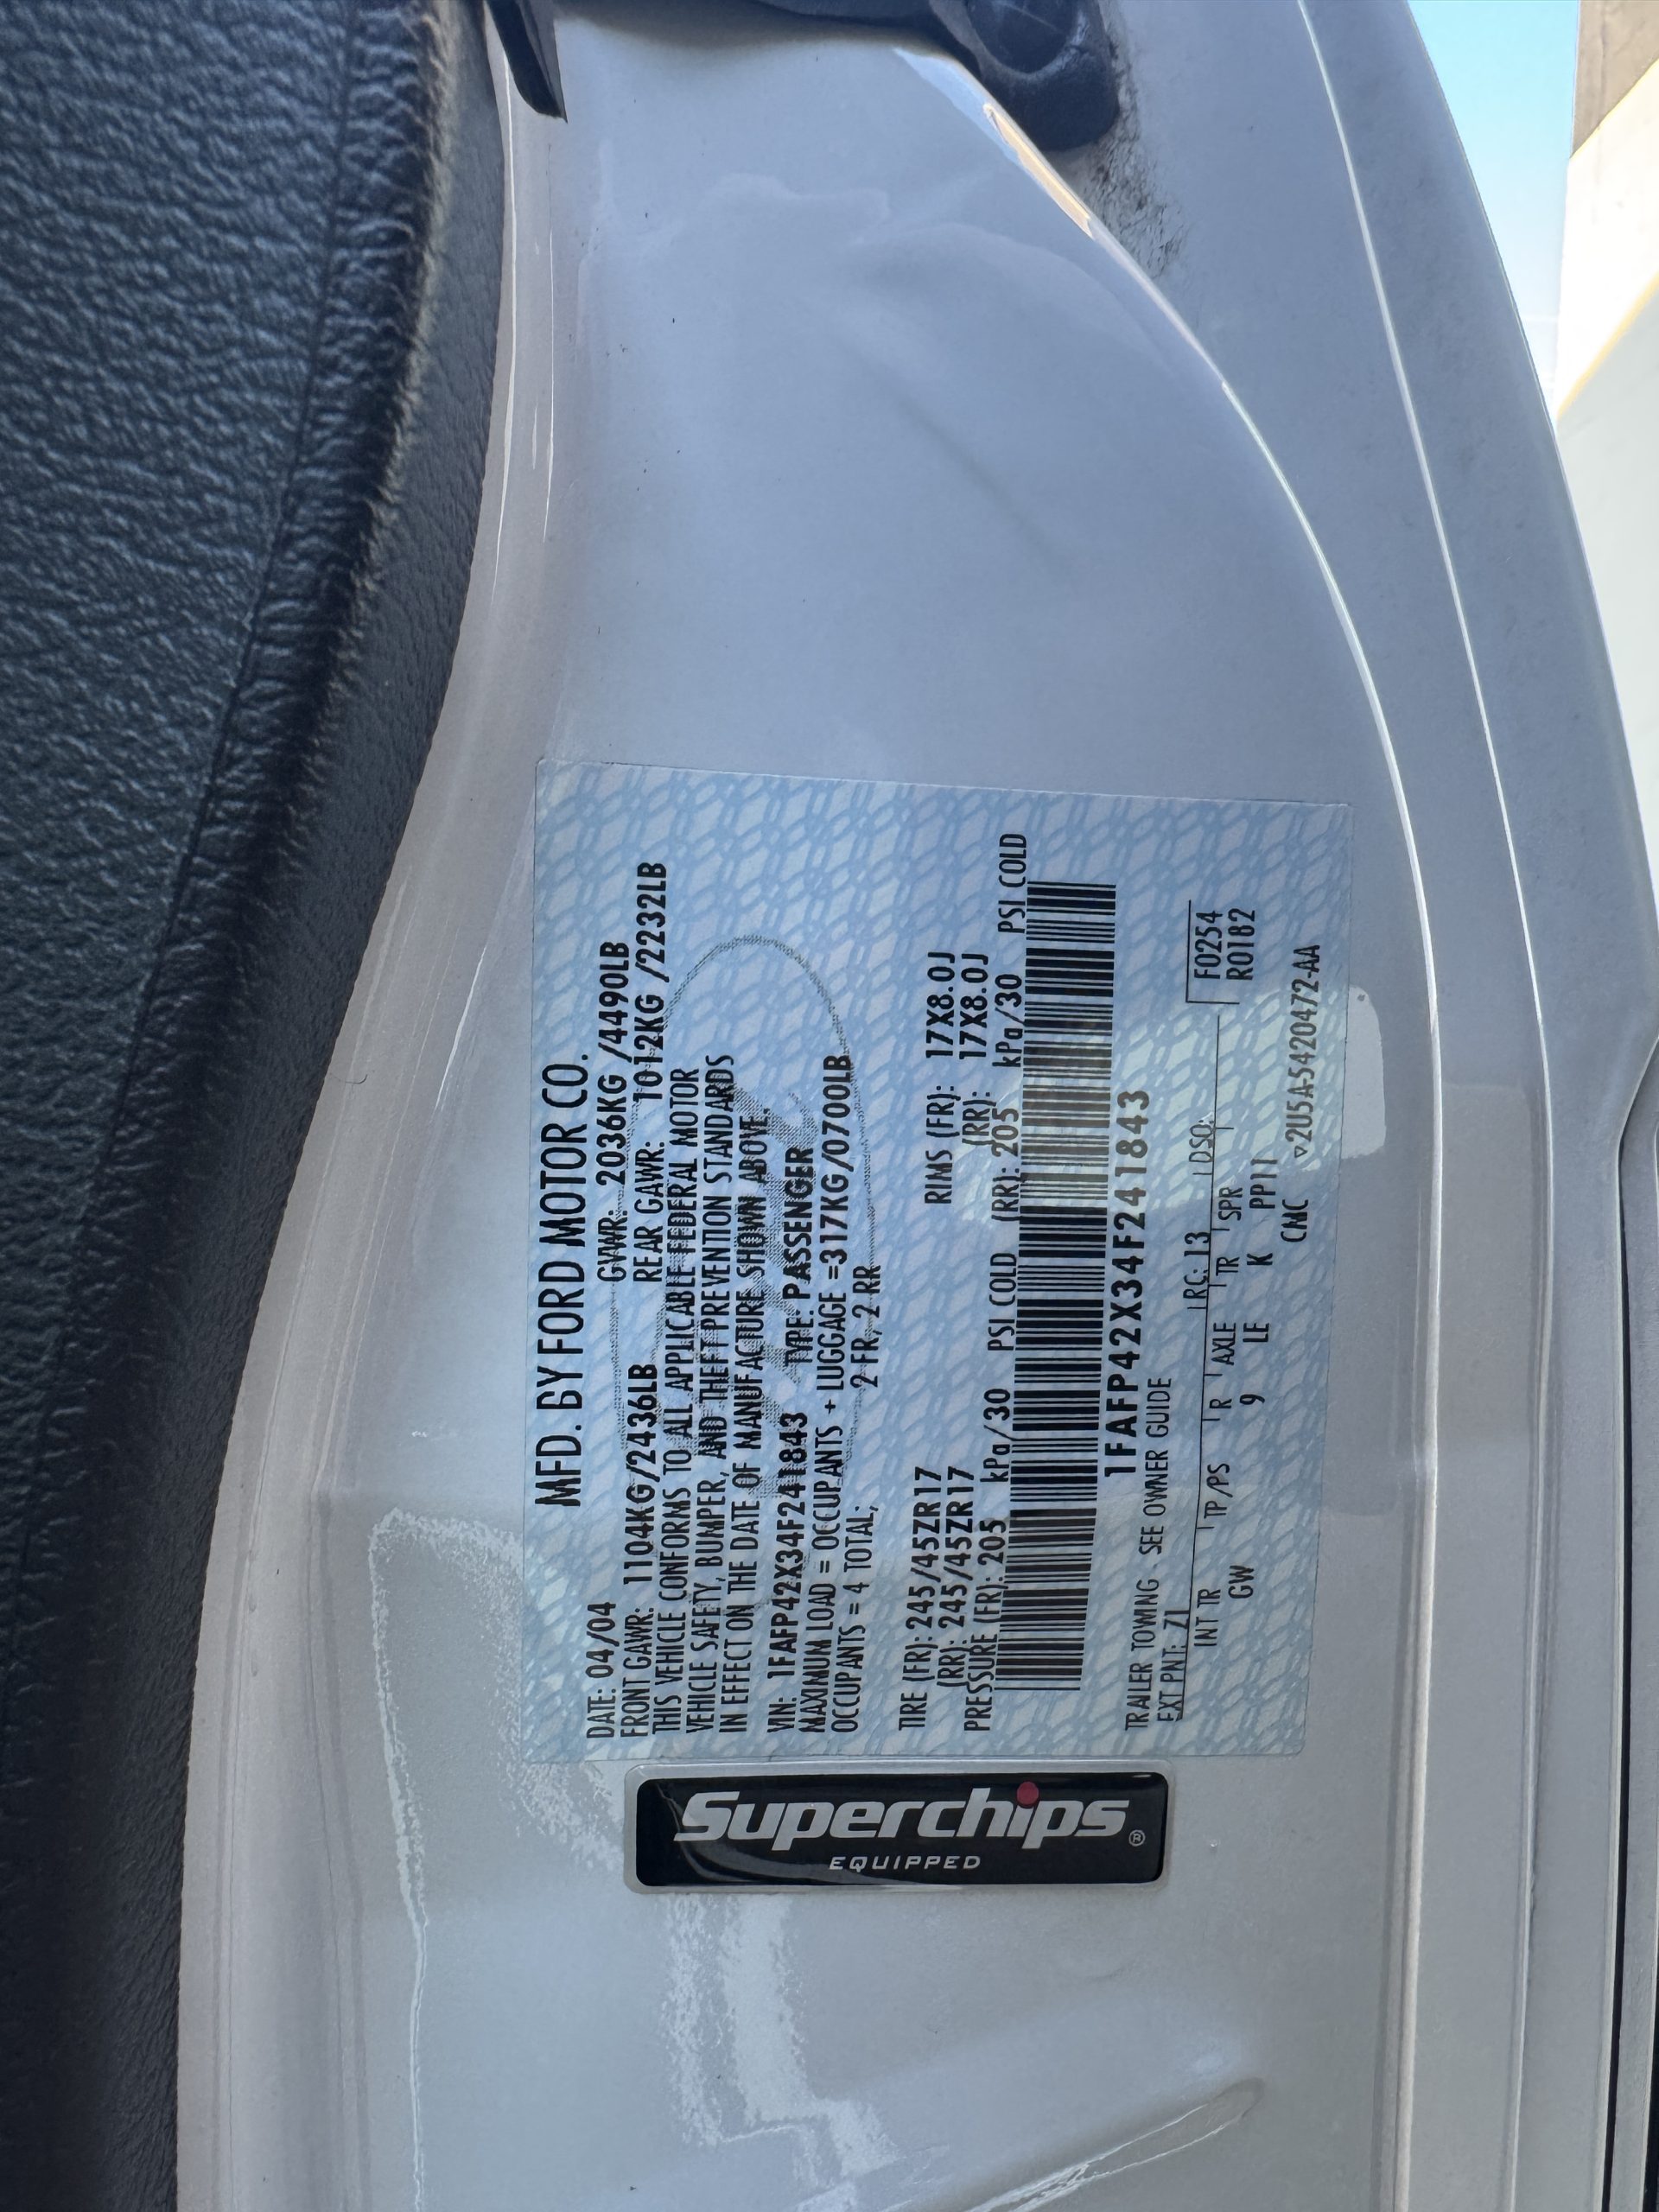 MFD. BY FORD MOTOR CO.
DATE: 04/04 GVWR: 2036KG /4490LB
FRONT GAWR: 1104KG/2436LB REAR GAWR: 1012KG /2232LB
THIS VEHICLE CONFORMS TO ALL APPLICABLE FEDERAL MOTOR
VEHICLE SAFETY, BUMPER, AND THEFT PREVENTION STANDARDS
IN EFFECT ON THE DATE OF MANUFACTURE SHOWN ABOVE.
VIN: 1FAFP42X34F241843 TYPE: PASSENGER
MAXIMUM LOAD = OCCUPANTS + LUGGAGE =317KG/0700LB
OCCUPANTS = 4 TOTAL; 2 FR, 2 RR
TIRE (FR): 245/45ZR17 RIMS (FR): 17X8.0J
(RR): 245/45ZR17 (RR): 17X8.0J
PRESSURE (FR): 205 kPa/30 PSI COLD (RR): 205 kPa/30 PSI COLD
1FAFP42X34F241843
TRAILER TOWING SEE OWNER GUIDE
EXT PNT: Z1 RC: 13 DSO: F0254
INT TR TP/PS R AXLE TR SPR R0182
GW 9 LE K PP11
CMC ▽2U5A-5420472-AA
Superchips®
EQUIPPED